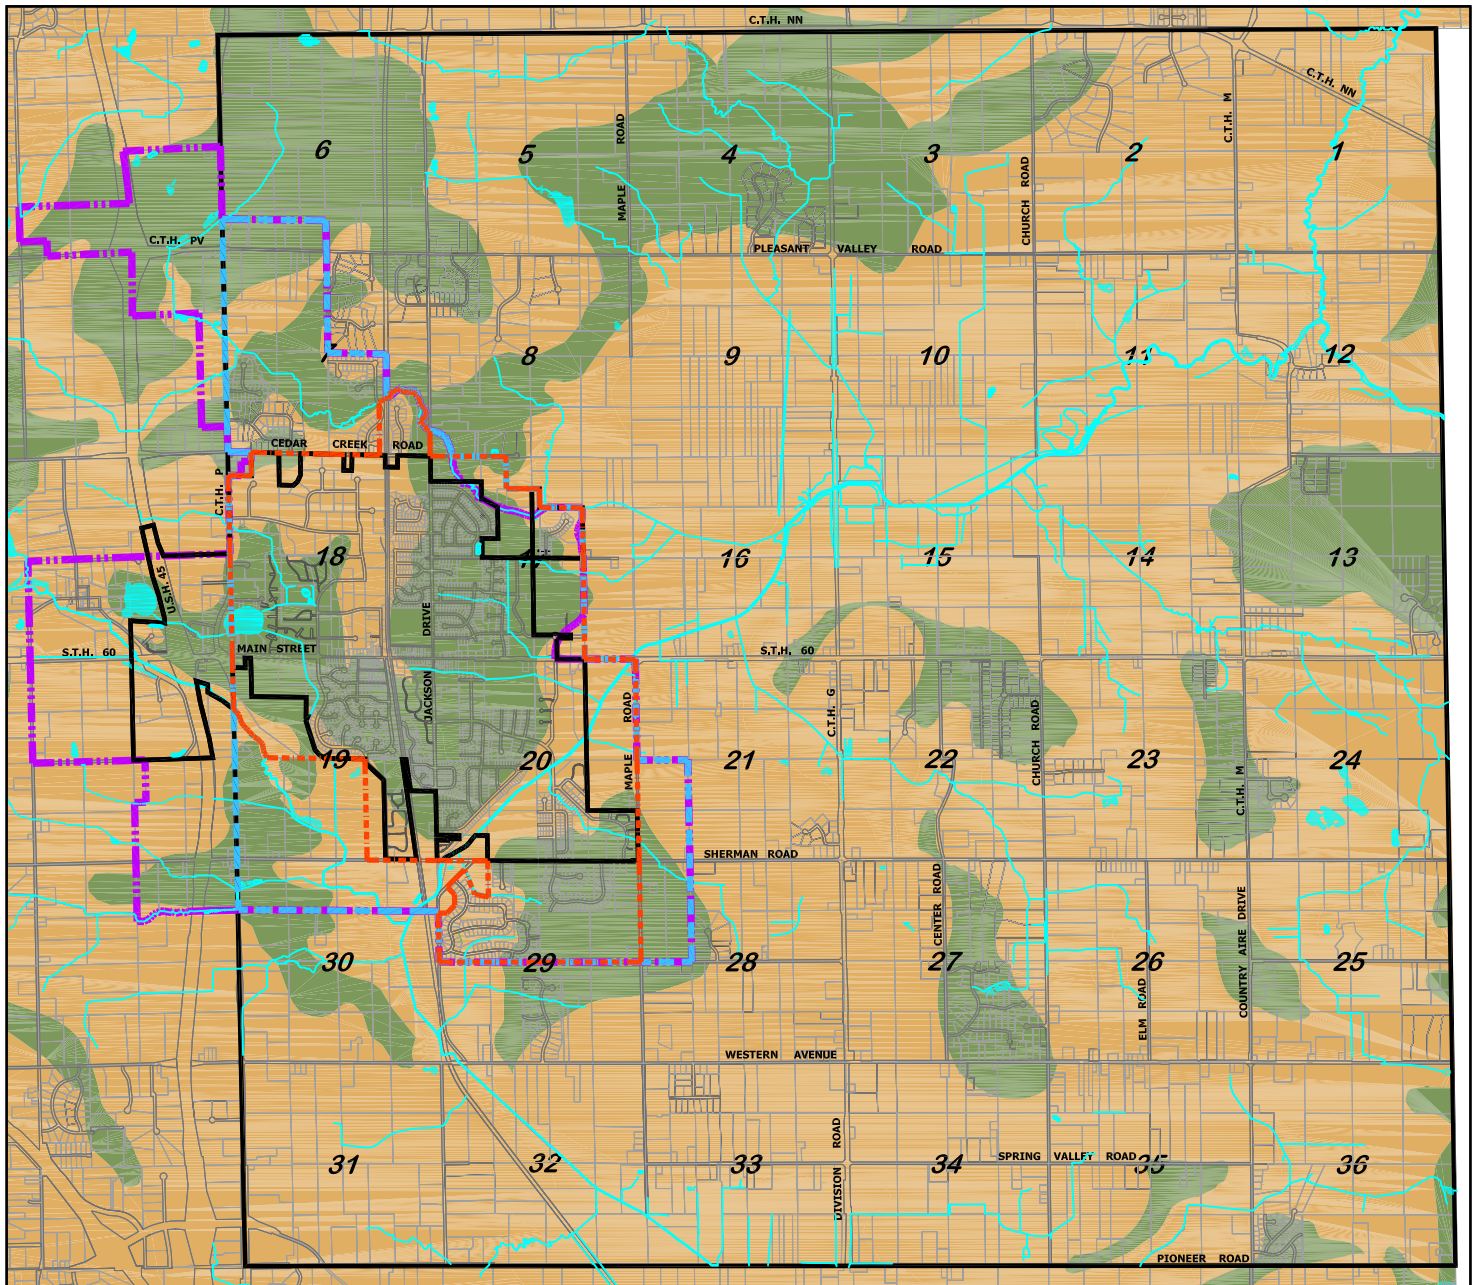 C.T.H. NN
C.T.H. NN
C.T.H. M
ROAD
MAPLE
CHURCH ROAD
6
5
4
3
2
1
C.T.H. PV
PLEASANT VALLEY ROAD
8
9
10
11
12
CEDAR CREEK ROAD
C.T.H. P
U.S.H. 45
18
17
16
15
14
13
S.T.H. 60
MAIN STREET
DRIVE
JACKSON
S.T.H. 60
C.T.H. G
ROAD
MAPLE
CHURCH ROAD
C.T.H. M
19
20
21
22
23
24
SHERMAN ROAD
CENTER ROAD
COUNTRY AIRE DRIVE
ELM ROAD
30
29
28
27
26
25
WESTERN AVENUE
DIVISION ROAD
SPRING VALLEY ROAD
31
32
33
34
35
36
PIONEER ROAD